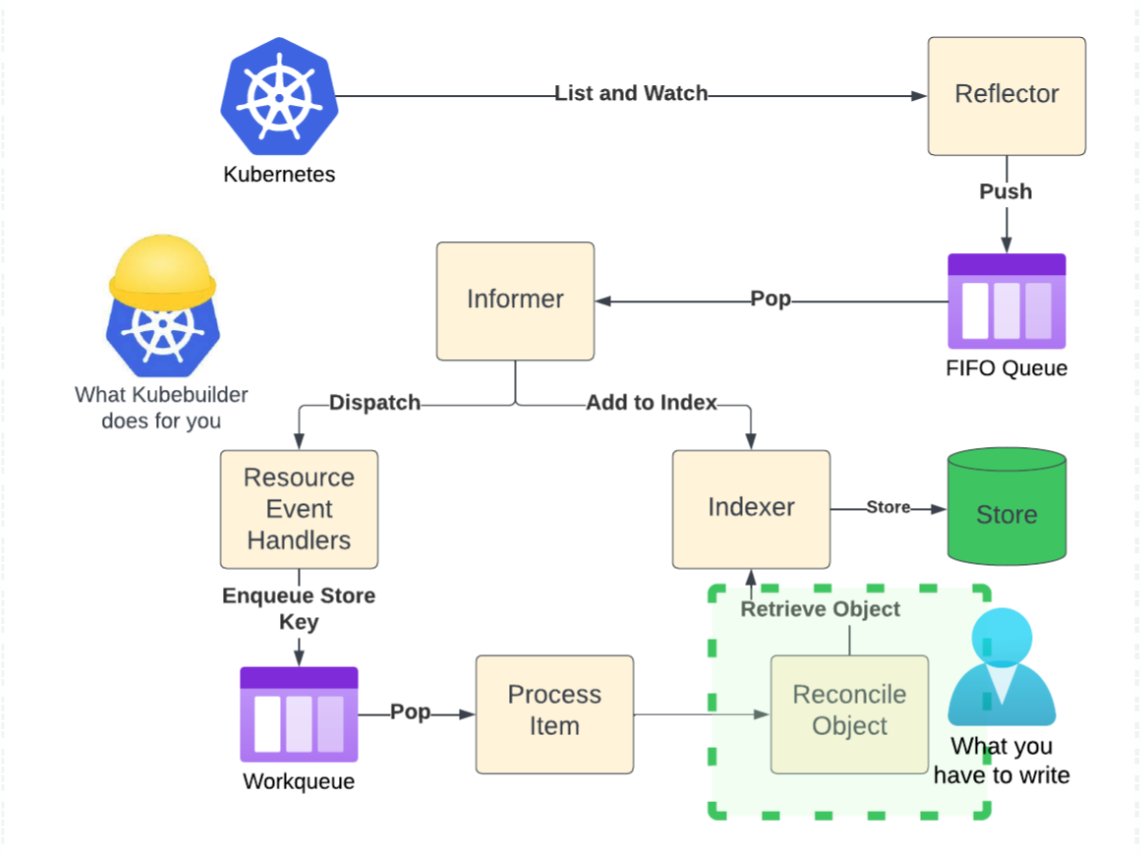 List and Watch
Reflector
Kubernetes
Push
Informer
Pop
FIFO Queue
What Kubebuilder
does for you
Dispatch
Add to Index
Resource
Event
Handlers
Indexer
Store
Store
Enqueue Store
Key
Retrieve Object
Pop
Process
Item
Reconcile
Object
Workqueue
What you
have to write